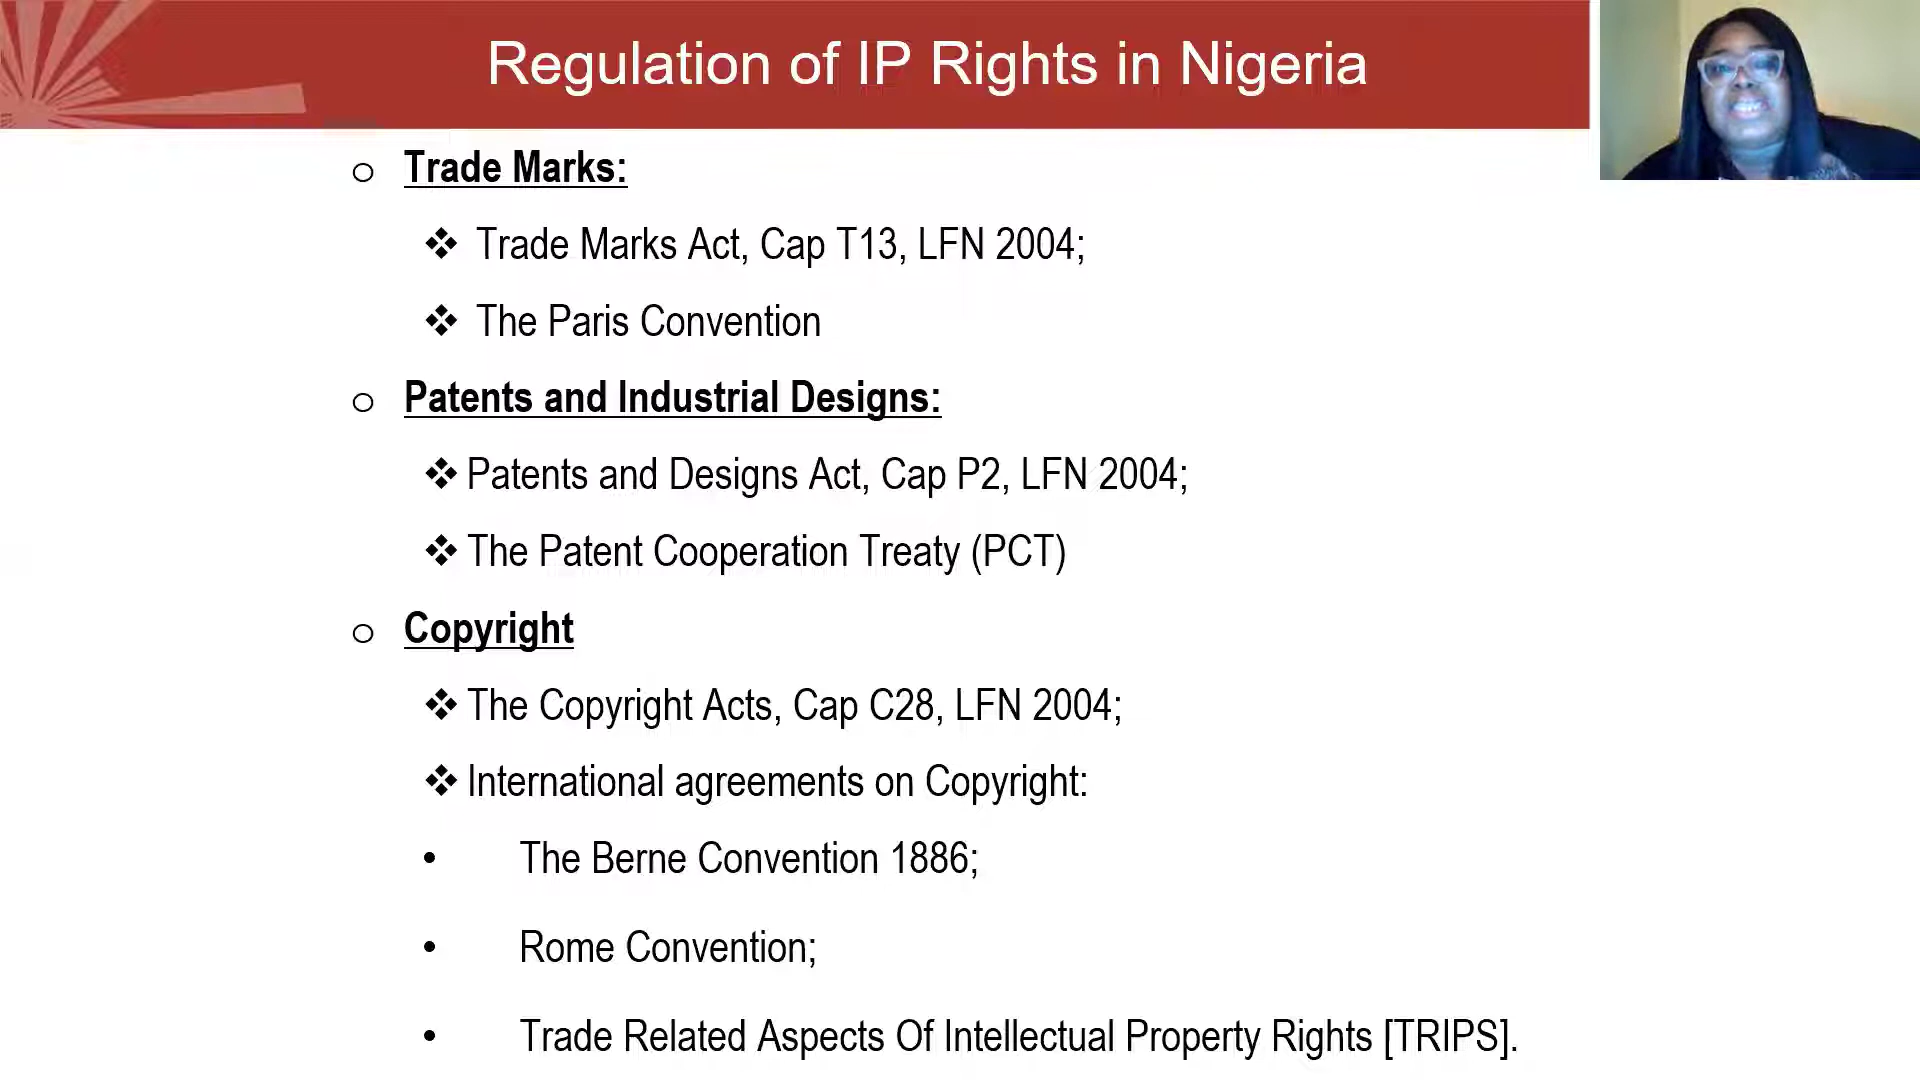 Regulation of IP Rights in Nigeria
o Trade Marks:
❖ Trade Marks Act, Cap T13, LFN 2004;
❖ The Paris Convention
o Patents and Industrial Designs:
❖ Patents and Designs Act, Cap P2, LFN 2004;
❖ The Patent Cooperation Treaty (PCT)
o Copyright
❖ The Copyright Acts, Cap C28, LFN 2004;
❖ International agreements on Copyright:
• The Berne Convention 1886;
• Rome Convention;
• Trade Related Aspects Of Intellectual Property Rights [TRIPS].